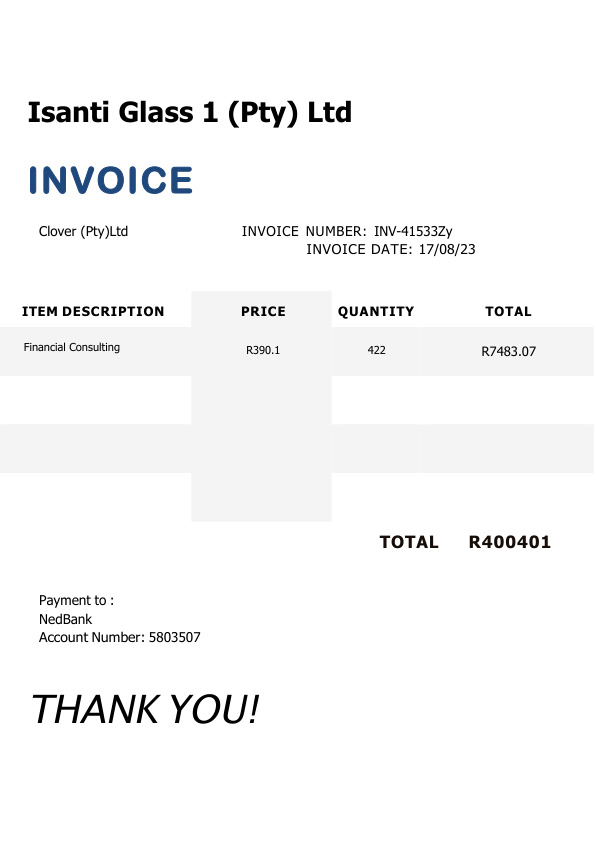 Isanti Glass 1 (Pty) Ltd
INVOICE
Clover (Pty)Ltd INVOICE NUMBER: INV-41533Zy
INVOICE DATE: 17/08/23
ITEM DESCRIPTION PRICE QUANTITY TOTAL
Financial Consulting R390.1 422 R7483.07
TOTAL R400401
Payment to :
NedBank
Account Number: 5803507
THANK YOU!